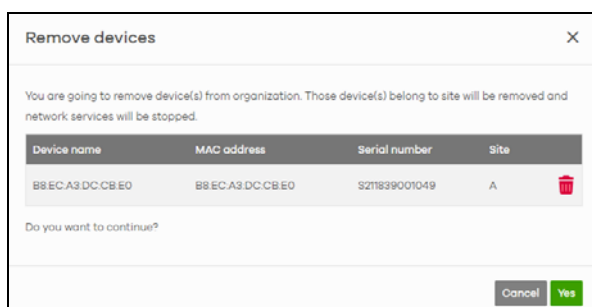 Remove devices
You are going to remove device(s) from organization. Those device(s) belong to site will be removed and
network services will be stopped.
Device name MAC address Serial number Site
B8:EC:A3:DC:CB:E0 B8:EC:A3:DC:CB:E0 S211839001049 A
Do you want to continue?
Cancel Yes